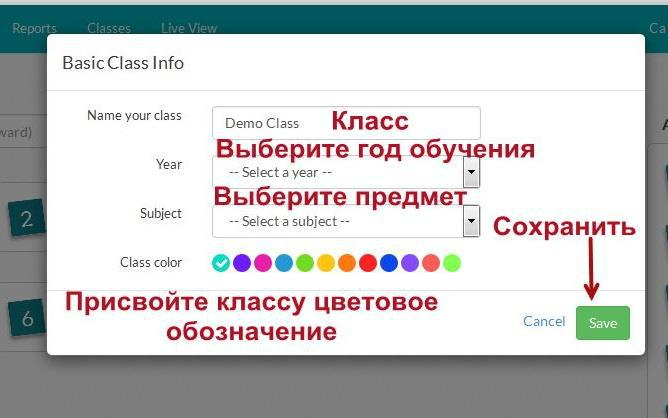 Reports Classes Live View Ca
Basic Class Info
ward)
Name your class Demo Class Класс
Выберите год обучения
Year -- Select a year --
Выберите предмет
2 Subject -- Select a subject --
Сохранить
Class color
Присвойте классу цветовое
обозначение
6 Cancel Save